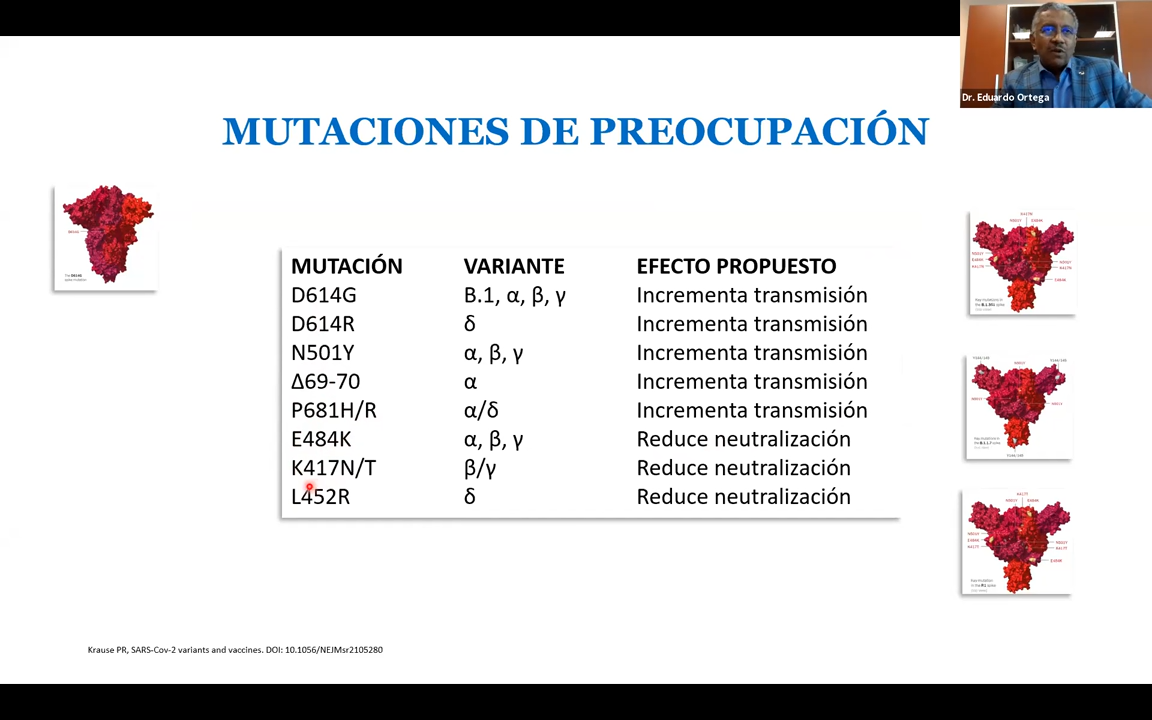 Dr. Eduardo Ortega
MUTACIONES DE PREOCUPACIÓN
MUTACIÓN VARIANTE EFECTO PROPUESTO
D614G B.1, α, β, γ Incrementa transmisión
D614R δ Incrementa transmisión
N501Y α, β, γ Incrementa transmisión
Δ69-70 α Incrementa transmisión
P681H/R α/δ Incrementa transmisión
E484K α, β, γ Reduce neutralización
K417N/T β/γ Reduce neutralización
L452R δ Reduce neutralización
Krause PR, SARS-Cov-2 variants and vaccines. DOI: 10.1056/NEJMsr2105280